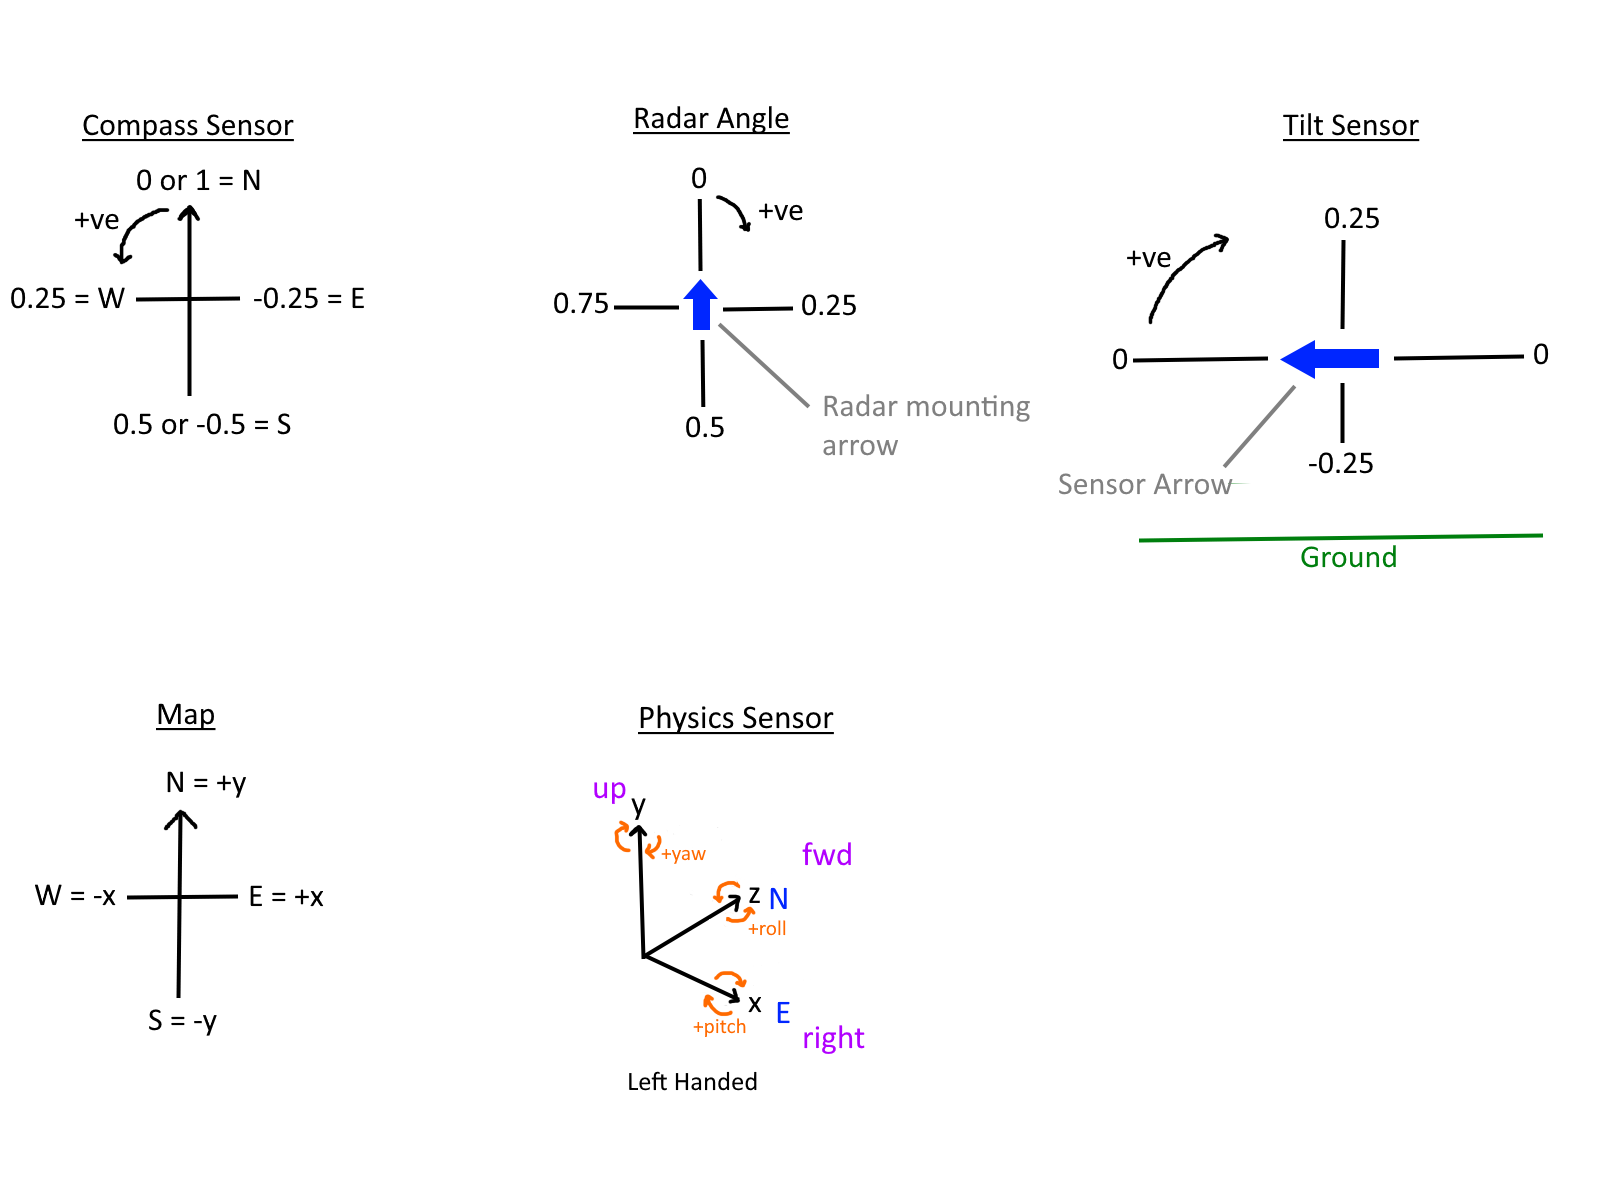 Compass Sensor
0 or 1 = N
+ve
0.25 = W
-0.25 = E
0.5 or -0.5 = S
Radar Angle
0
+ve
0.75
0.25
0.5
Radar mounting
arrow
Tilt Sensor
0.25
+ve
0
0
-0.25
Sensor Arrow
Ground
Map
N = +y
W = -x
E = +x
S = -y
Physics Sensor
up
y
+yaw
fwd
z N
+roll
x E
+pitch
right
Left Handed